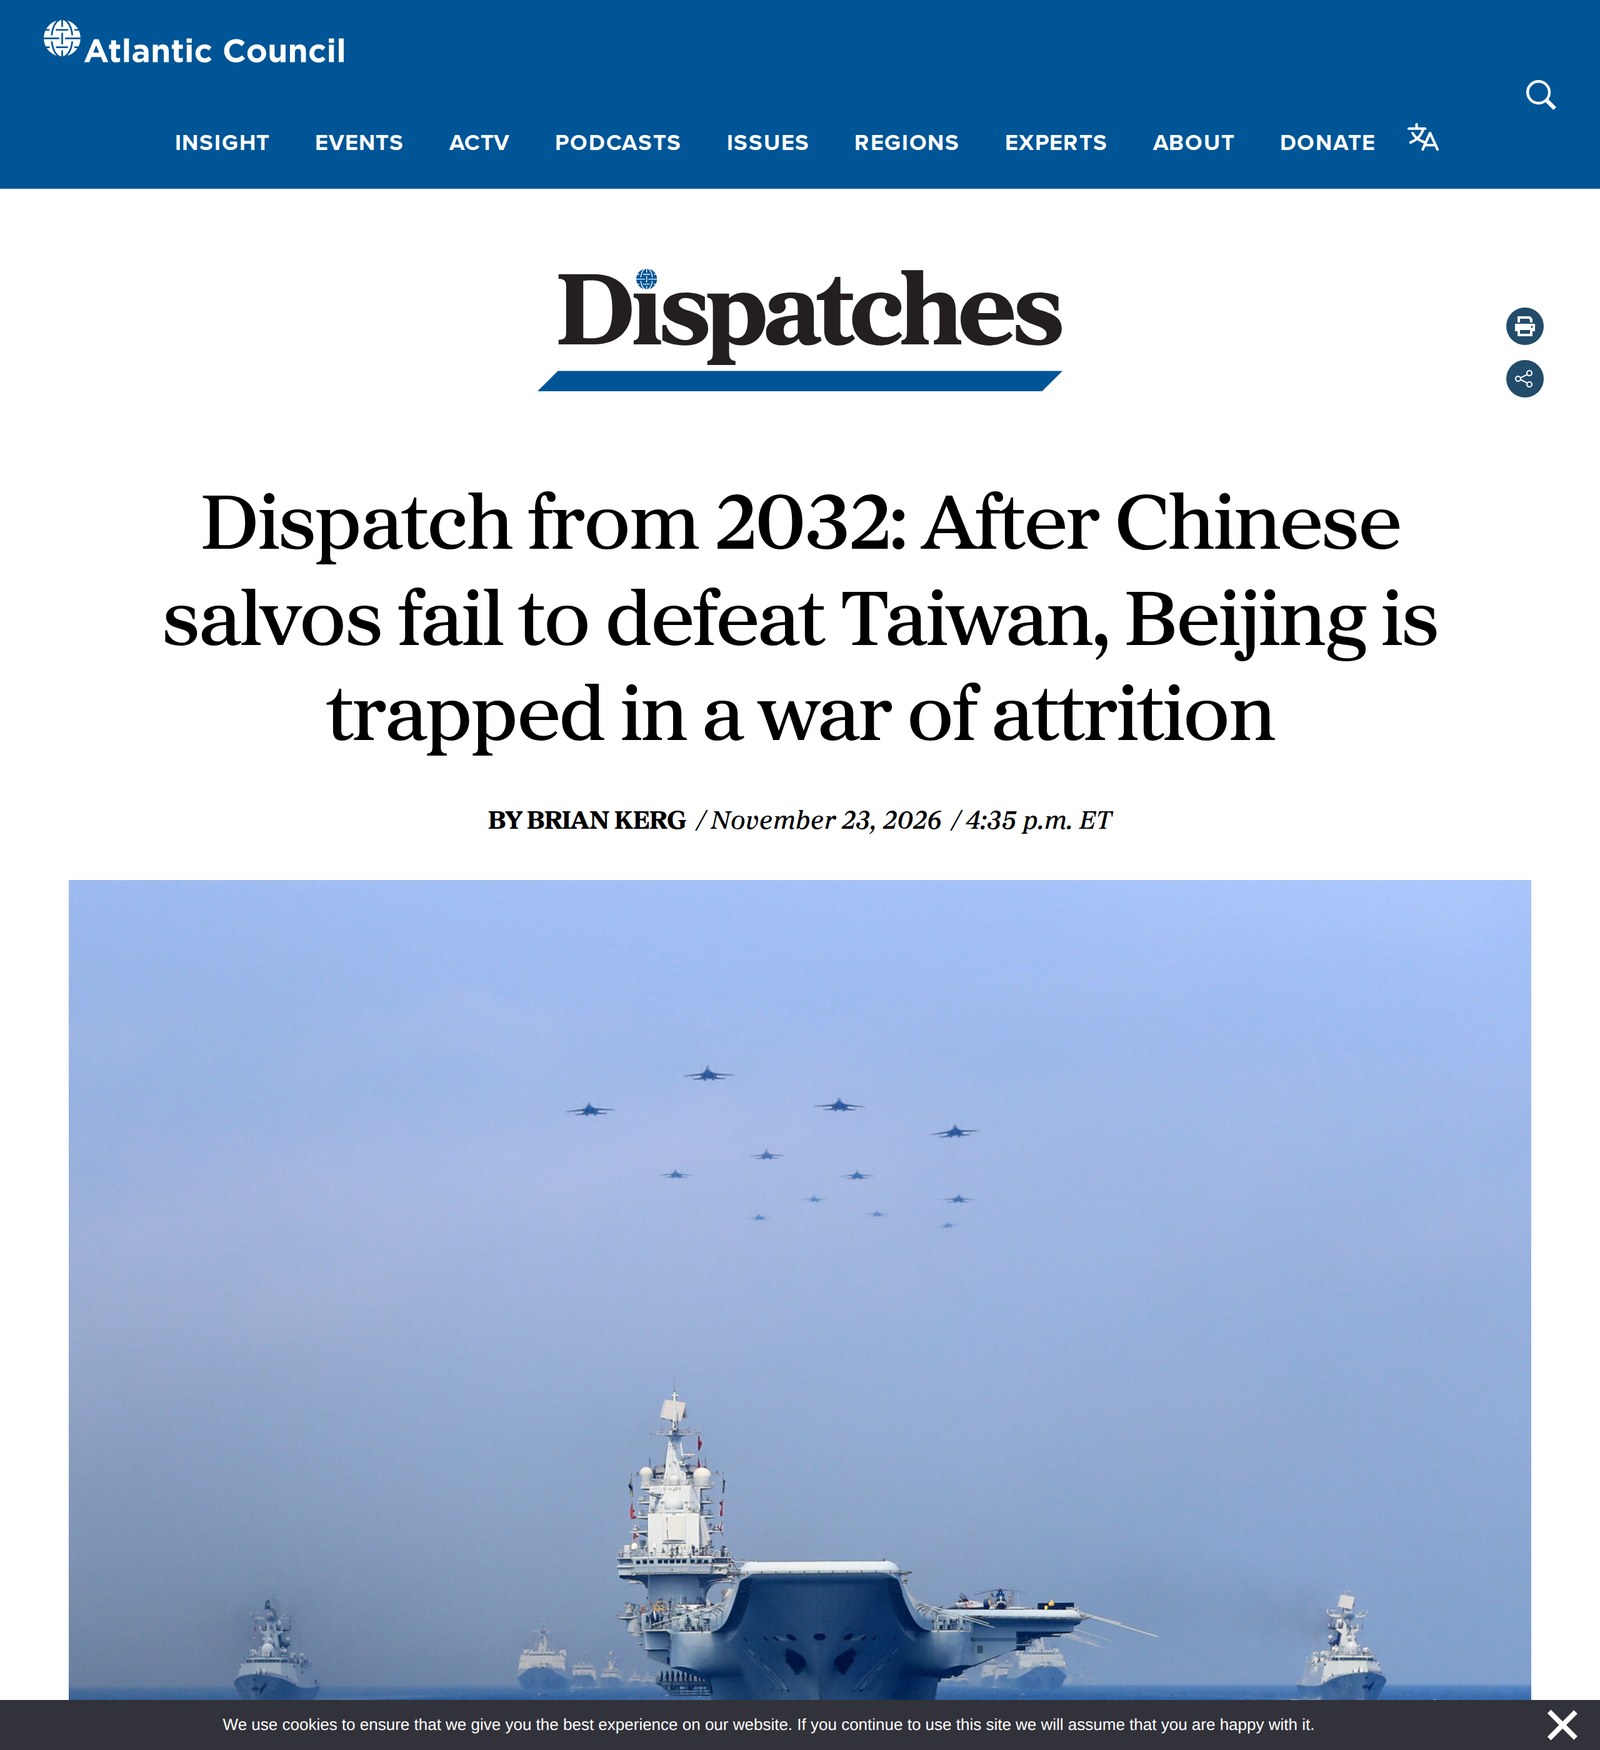 Atlantic Council
INSIGHT EVENTS ACTV PODCASTS ISSUES REGIONS EXPERTS ABOUT DONATE
Dispatches
Dispatch from 2032: After Chinese
salvos fail to defeat Taiwan, Beijing is
trapped in a war of attrition
BY BRIAN KERG / November 23, 2026 / 4:35 p.m. ET
We use cookies to ensure that we give you the best experience on our website. If you continue to use this site we will assume that you are happy with it.